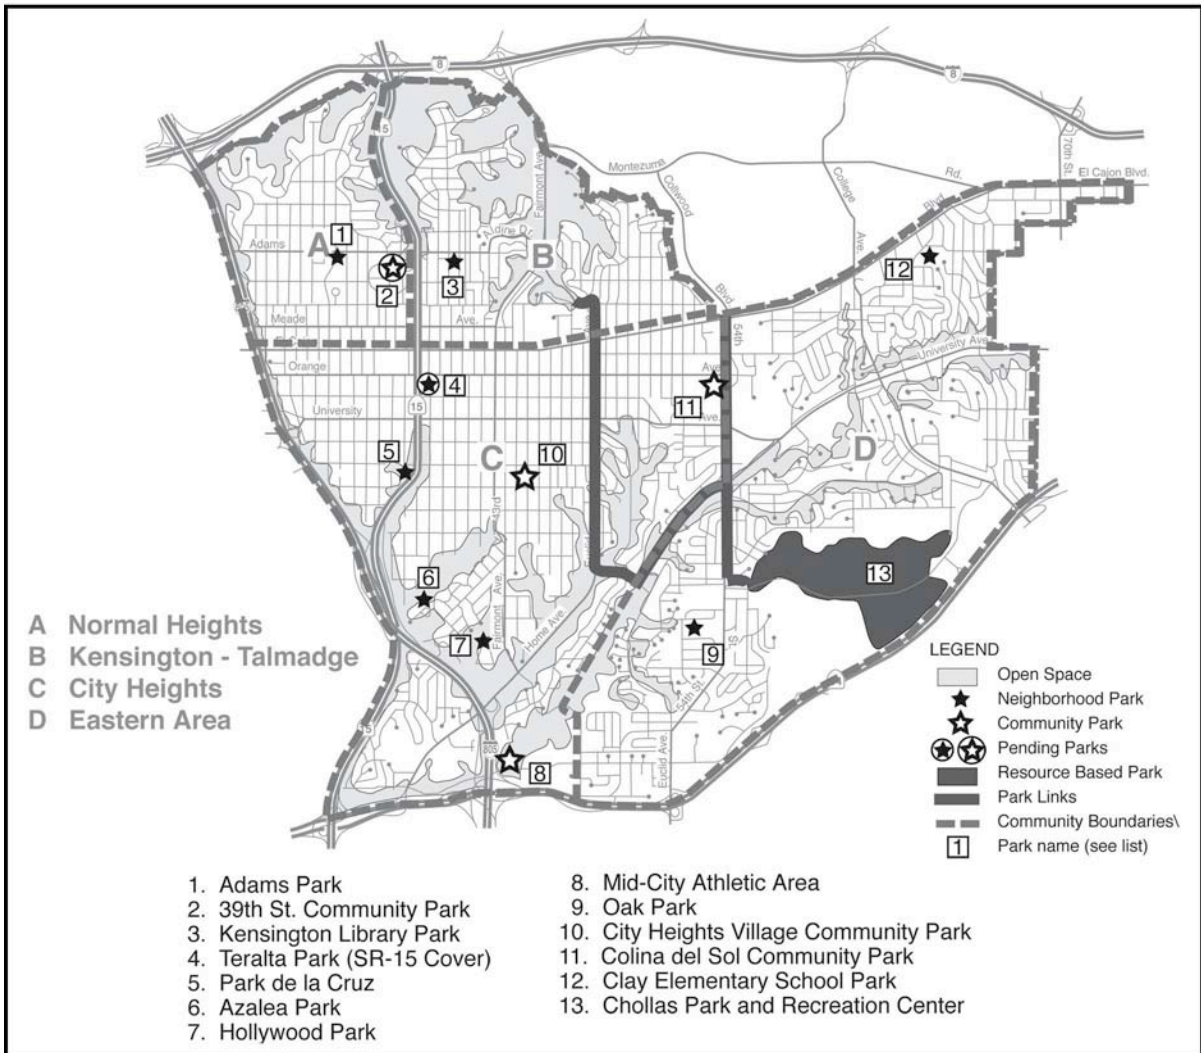 8
8
5
Montezuma
Rd.
70th St.
El Cajon Blvd.
Fairmont Ave.
Collwood
College
Blvd.
Adams
A
1
Aldine Dr.
B
Ave.
12
2
3
Blvd.
Meade
Ave.
54th
Orange
University Ave.
Ave.
4
15
11
University
Ave.
5
C
10
D
43rd
Euclid
13
6
Ave.
Home Ave.
7
Fairmont
9
St.
54th St.
A Normal Heights
B Kensington - Talmadge
C City Heights
D Eastern Area
5
805
8
Euclid Ave.
LEGEND
Open Space
Neighborhood Park
Community Park
Pending Parks
Resource Based Park
Park Links
Community Boundaries\
1 Park name (see list)
1. Adams Park
2. 39th St. Community Park
3. Kensington Library Park
4. Teralta Park (SR-15 Cover)
5. Park de la Cruz
6. Azalea Park
7. Hollywood Park
8. Mid-City Athletic Area
9. Oak Park
10. City Heights Village Community Park
11. Colina del Sol Community Park
12. Clay Elementary School Park
13. Chollas Park and Recreation Center